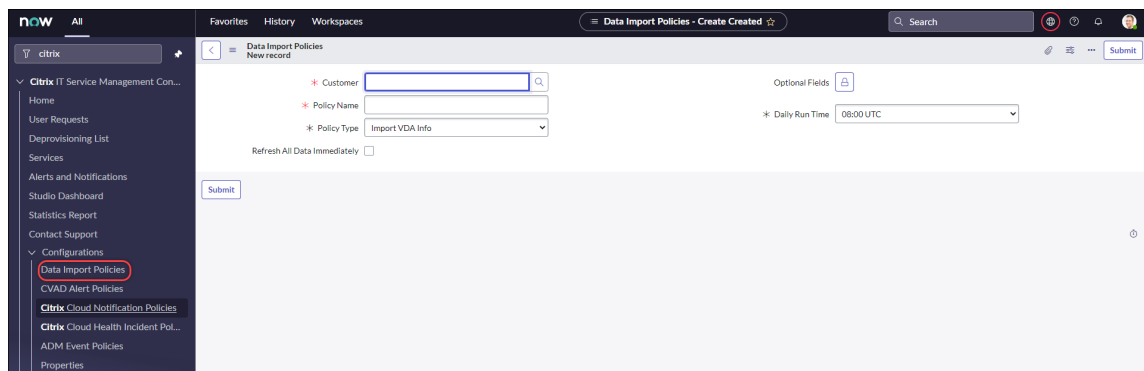 now All Favorites History Workspaces Data Import Policies - Create Created Search
citrix
Data Import Policies
New record
Submit
Citrix IT Service Management Con...
Home
User Requests
Deprovisioning List
Services
Alerts and Notifications
Studio Dashboard
Statistics Report
Contact Support
Configurations
Data Import Policies
CVAD Alert Policies
Citrix Cloud Notification Policies
Citrix Cloud Health Incident Pol...
ADM Event Policies
Properties
Customer
Policy Name
Policy Type Import VDA Info
Refresh All Data Immediately
Optional Fields
Daily Run Time 08:00 UTC
Submit